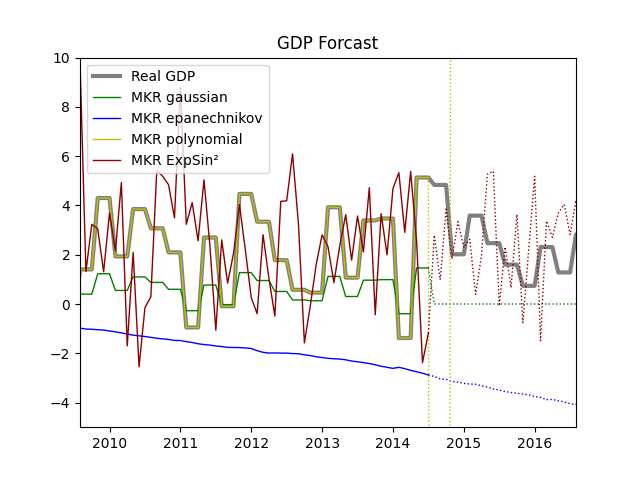 GDP Forcast
Real GDP
MKR gaussian
MKR epanechnikov
MKR polynomial
MKR ExpSin²
10
8
6
4
2
0
−2
−4
2010 2011 2012 2013 2014 2015 2016